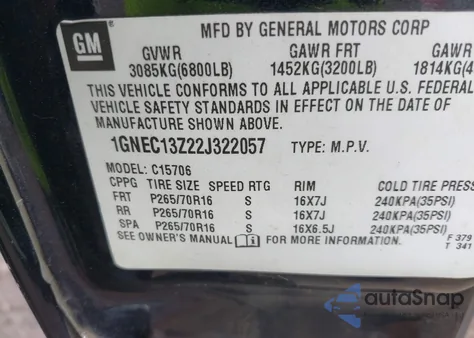 MFD BY GENERAL MOTORS CORP
GM
GVWR GAWR FRT GAWR
3085KG(6800LB) 1452KG(3200LB) 1814KG(4
THIS VEHICLE CONFORMS TO ALL APPLICABLE U.S. FEDERAL
VEHICLE SAFETY STANDARDS IN EFFECT ON THE DATE OF
MANUFACTURE SHOWN ABOVE.
1GNEC13Z22J322057 TYPE: M.P.V.
MODEL: C15706
CPPG TIRE SIZE SPEED RTG RIM COLD TIRE PRES
FRT P265/70R16 S 16X7J 240KPA(35PSI)
RR P265/70R16 S 16X7J 240KPA(35PSI)
SPA P265/70R16 S 16X6.5J 240KPA(35PSI)
SEE OWNER'S MANUAL FOR MORE INFORMATION. F 379
T 341
autoSnap